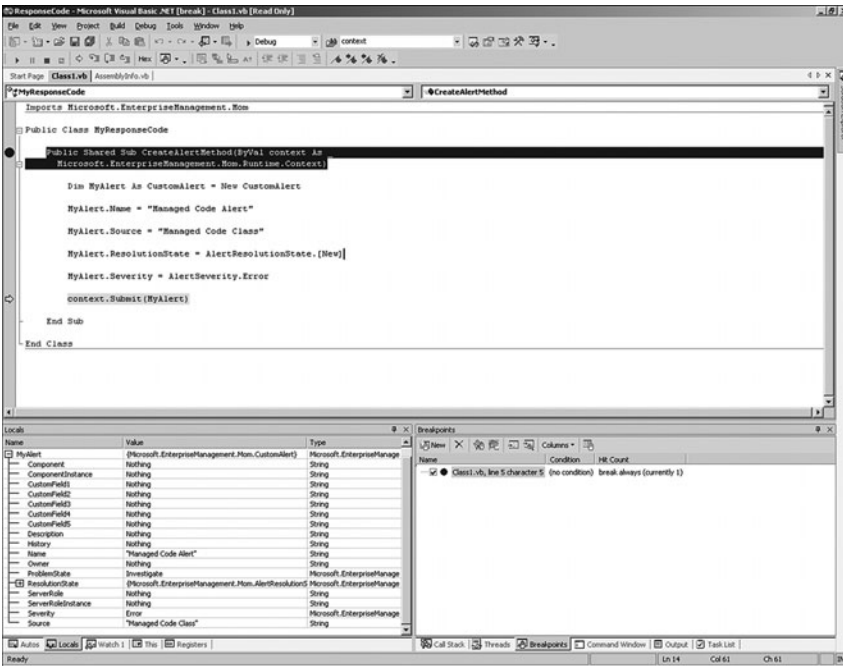 ResponseCode - Microsoft Visual Basic .NET [break] - Class1.vb [Read Only]
File Edit View Project Build Debug Tools Window Help
Debug context
Hex
Start Page Class1.vb AssemblyInfo.vb
MyResponseCode CreateAlertMethod
Imports Microsoft.EnterpriseManagement.Mom
Public Class MyResponseCode
Public Shared Sub CreateAlertMethod(ByVal context As
Microsoft.EnterpriseManagement.Mom.Runtime.Context)
Dim MyAlert As CustomAlert = New CustomAlert
MyAlert.Name = "Managed Code Alert"
MyAlert.Source = "Managed Code Class"
MyAlert.ResolutionState = AlertResolutionState.[New]
MyAlert.Severity = AlertSeverity.Error
context.Submit(MyAlert)
End Sub
End Class
Locals
Name Value Type
MyAlert {Microsoft.EnterpriseManagement.Mom.CustomAlert} Microsoft.EnterpriseManage
Component Nothing String
ComponentInstance Nothing String
CustomField1 Nothing String
CustomField2 Nothing String
CustomField3 Nothing String
CustomField4 Nothing String
CustomField5 Nothing String
Description Nothing String
History Nothing String
Name "Managed Code Alert" String
Owner Nothing String
ProblemState Investigate Microsoft.EnterpriseManage
ResolutionState {Microsoft.EnterpriseManagement.Mom.AlertResolutionS Microsoft.EnterpriseManage
ServerRole Nothing String
ServerRoleInstance Nothing String
Severity Error Microsoft.EnterpriseManage
Source "Managed Code Class" String
Autos Locals Watch 1 This Registers
Breakpoints
New Columns
Name Condition Hit Count
Class1.vb, line 5 character 5 (no condition) break always (currently 1)
Call Stack Threads Breakpoints Command Window Output Task List
Ready Ln 14 Col 61 Ch 61